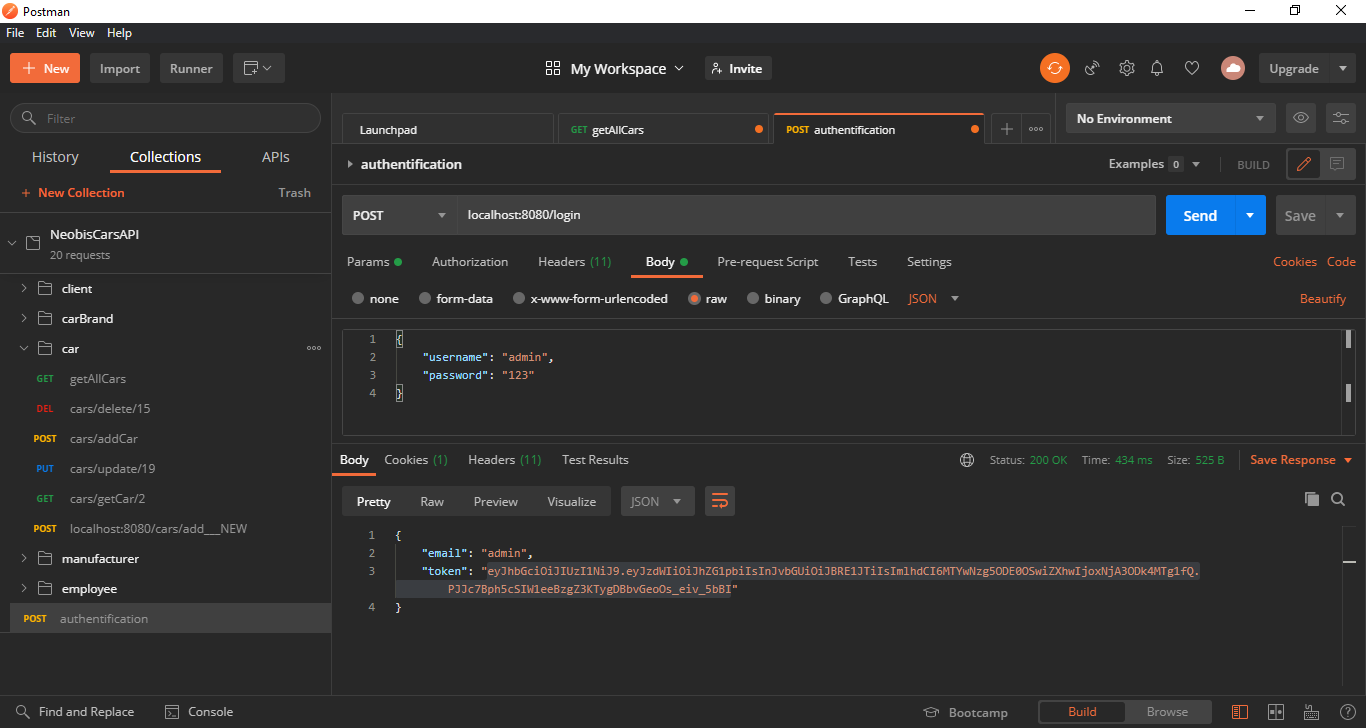 Postman
File Edit View Help
New Import Runner My Workspace Invite Upgrade
Filter
History Collections APIs
New Collection Trash
NeobisCarsAPI
20 requests
client
carBrand
car
GET getAllCars
DEL cars/delete/15
POST cars/addCar
PUT cars/update/19
GET cars/getCar/2
POST localhost:8080/cars/add___NEW
manufacturer
employee
POST authentification
Launchpad GET getAllCars POST authentification No Environment
authentification Examples 0 BUILD
POST localhost:8080/login Send Save
Params Authorization Headers (11) Body Pre-request Script Tests Settings Cookies Code
none form-data x-www-form-urlencoded raw binary GraphQL JSON Beautify
1 {
2 "username": "admin",
3 "password": "123"
4 }
Body Cookies (1) Headers (11) Test Results Status: 200 OK Time: 434 ms Size: 525 B Save Response
Pretty Raw Preview Visualize JSON
1 {
2 "email": "admin",
3 "token": "eyJhbGciOiJIUzI1NiJ9.eyJzdWIiOiJhZG1pbiIsInJvbGUiOiJBRE1JTiIsImlhdCI6MTYwNzg5ODE0OSwiZXhwIjoxNjA3ODk4MTg1fQ.
PJJc7Bph5cSIW1eeBzgZ3KTygDBbvGeoOs_eiv_5bBI"
4 }
Find and Replace Console Bootcamp Build Browse